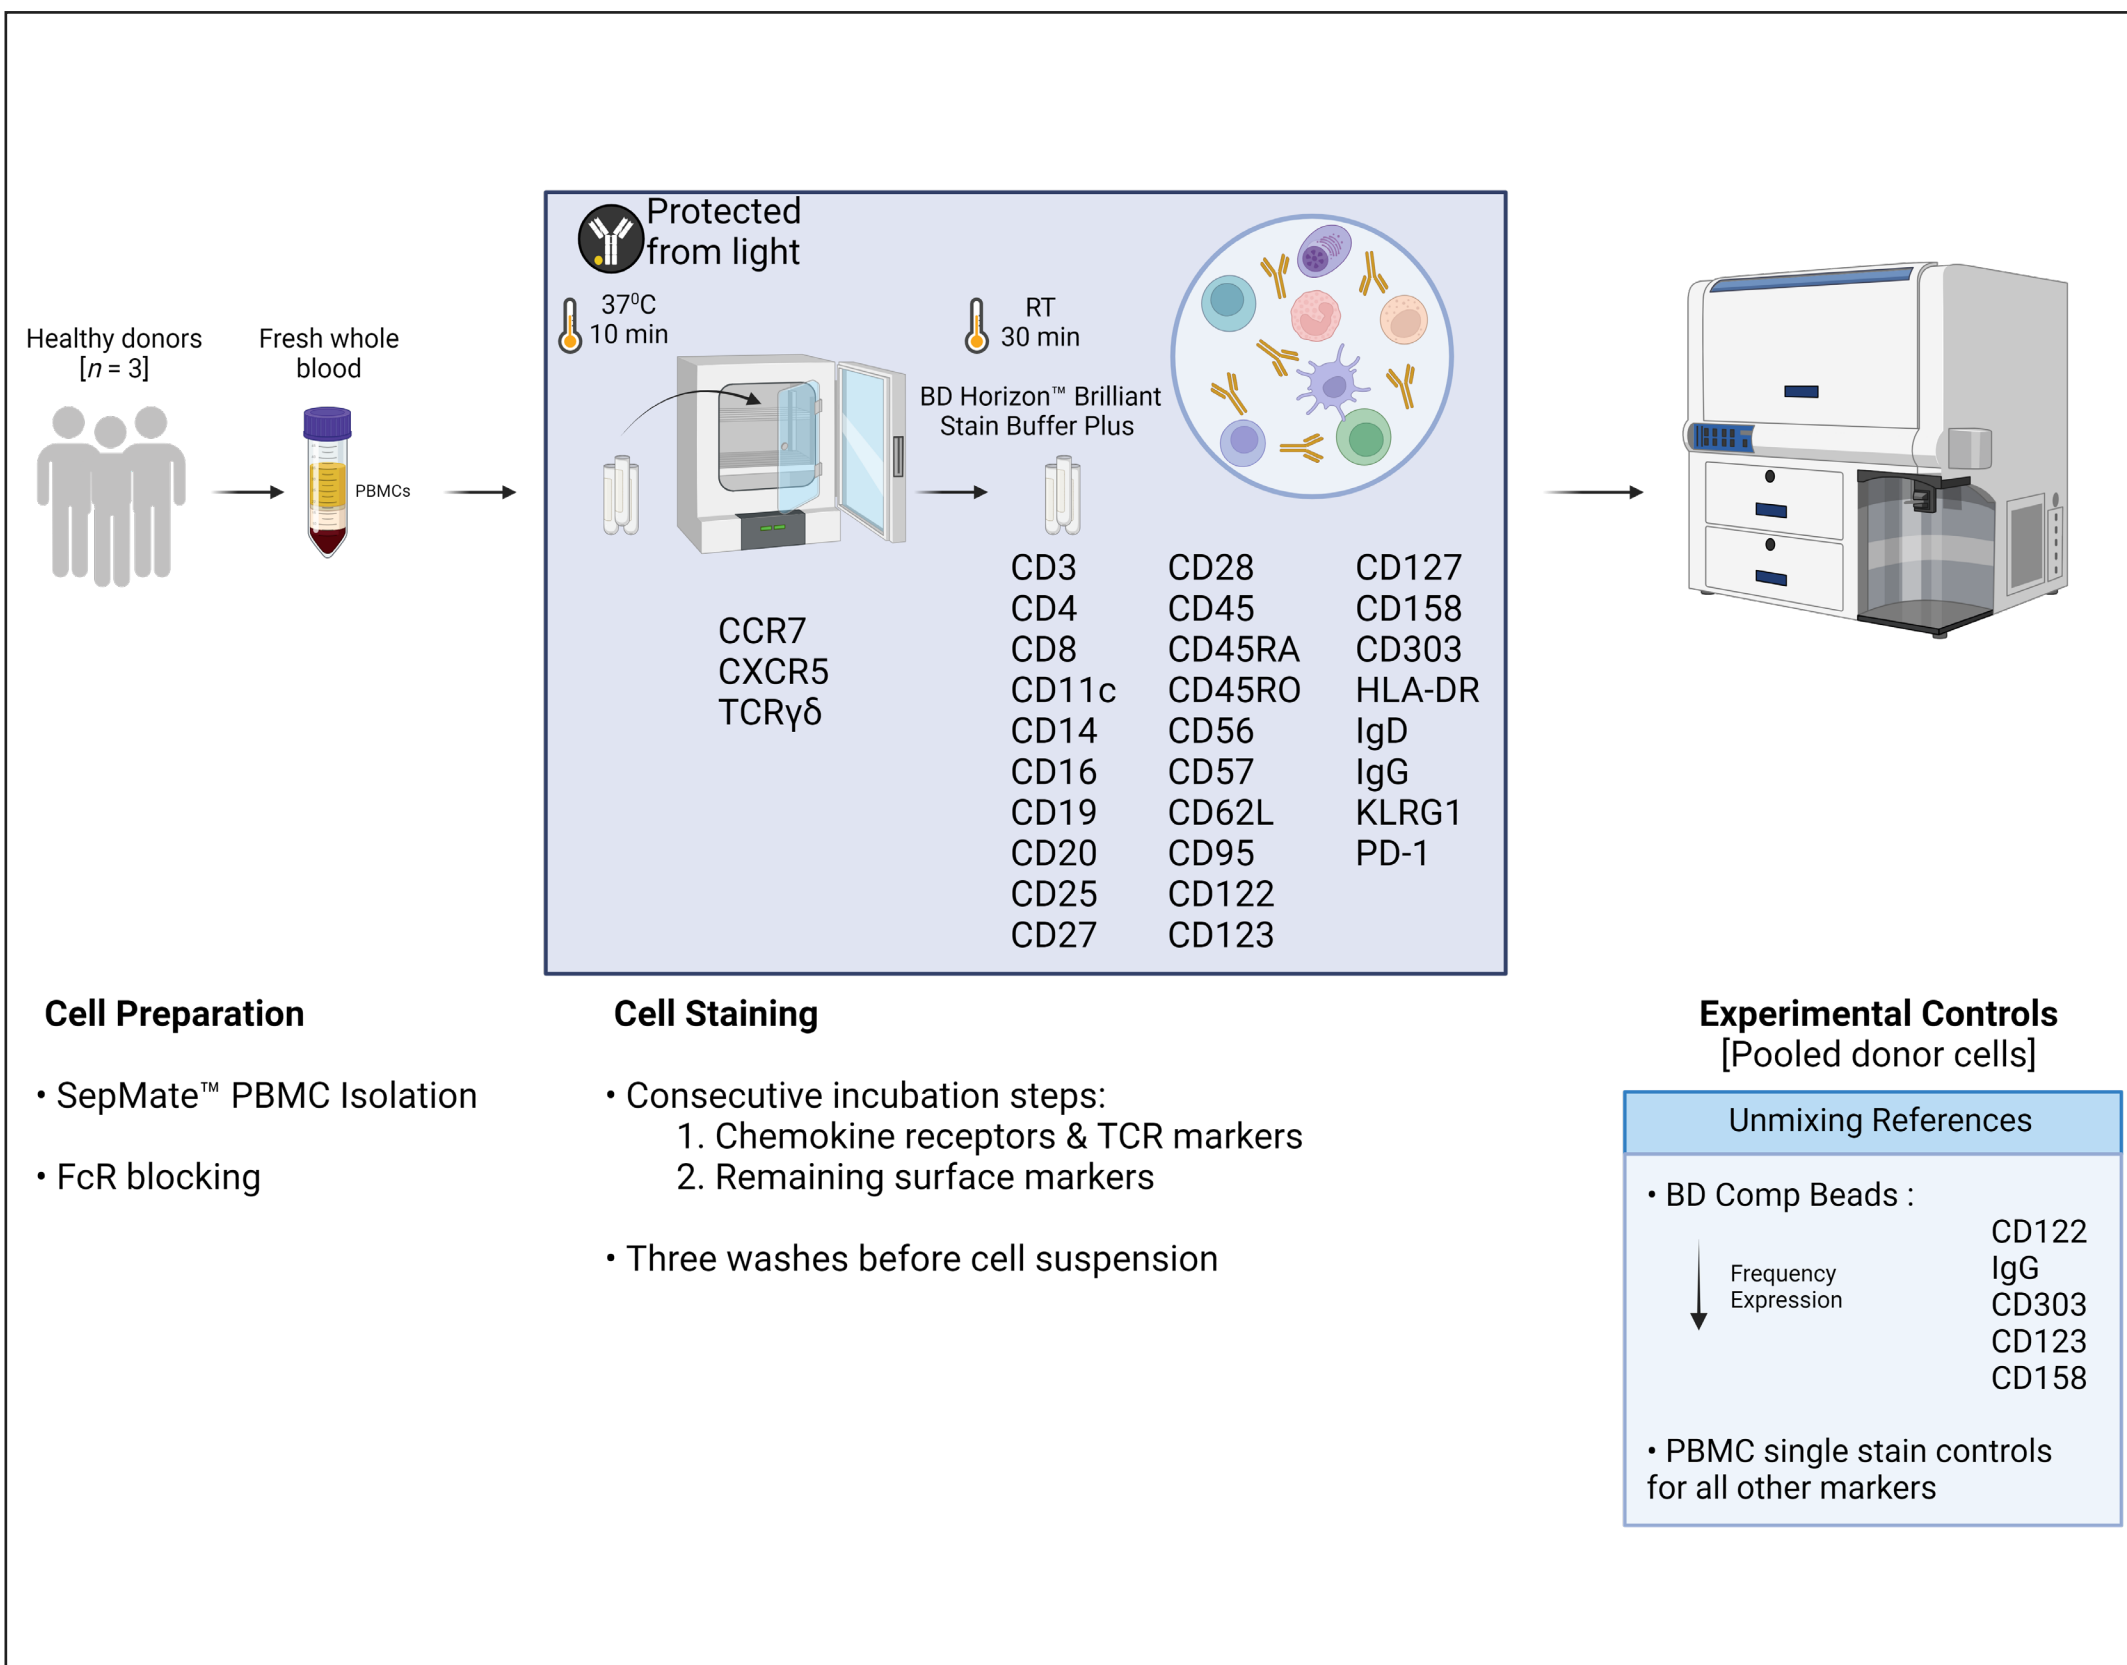 Healthy donors
[n = 3]
Fresh whole
blood
PBMCs
Protected
from light
37⁰C
10 min
RT
30 min
BD Horizon™ Brilliant
Stain Buffer Plus
CCR7
CXCR5
TCRγδ
CD3
CD4
CD8
CD11c
CD14
CD16
CD19
CD20
CD25
CD27
CD28
CD45
CD45RA
CD45RO
CD56
CD57
CD62L
CD95
CD122
CD123
CD127
CD158
CD303
HLA-DR
IgD
IgG
KLRG1
PD-1
Cell Preparation
• SepMate™ PBMC Isolation
• FcR blocking
Cell Staining
• Consecutive incubation steps:
1. Chemokine receptors & TCR markers
2. Remaining surface markers
• Three washes before cell suspension
Experimental Controls
[Pooled donor cells]
Unmixing References
• BD Comp Beads :
Frequency
Expression
CD122
IgG
CD303
CD123
CD158
• PBMC single stain controls
for all other markers